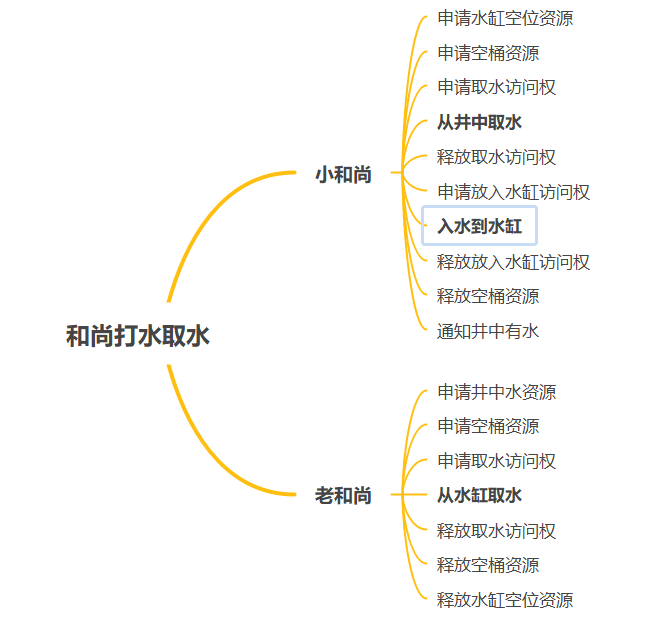 和尚打水取水
小和尚
申请水缸空位资源
申请空桶资源
申请取水访问权
从井中取水
释放取水访问权
申请放入水缸访问权
入水到水缸
释放放入水缸访问权
释放空桶资源
通知井中有水
老和尚
申请井中水资源
申请空桶资源
申请取水访问权
从水缸取水
释放取水访问权
释放空桶资源
释放水缸空位资源